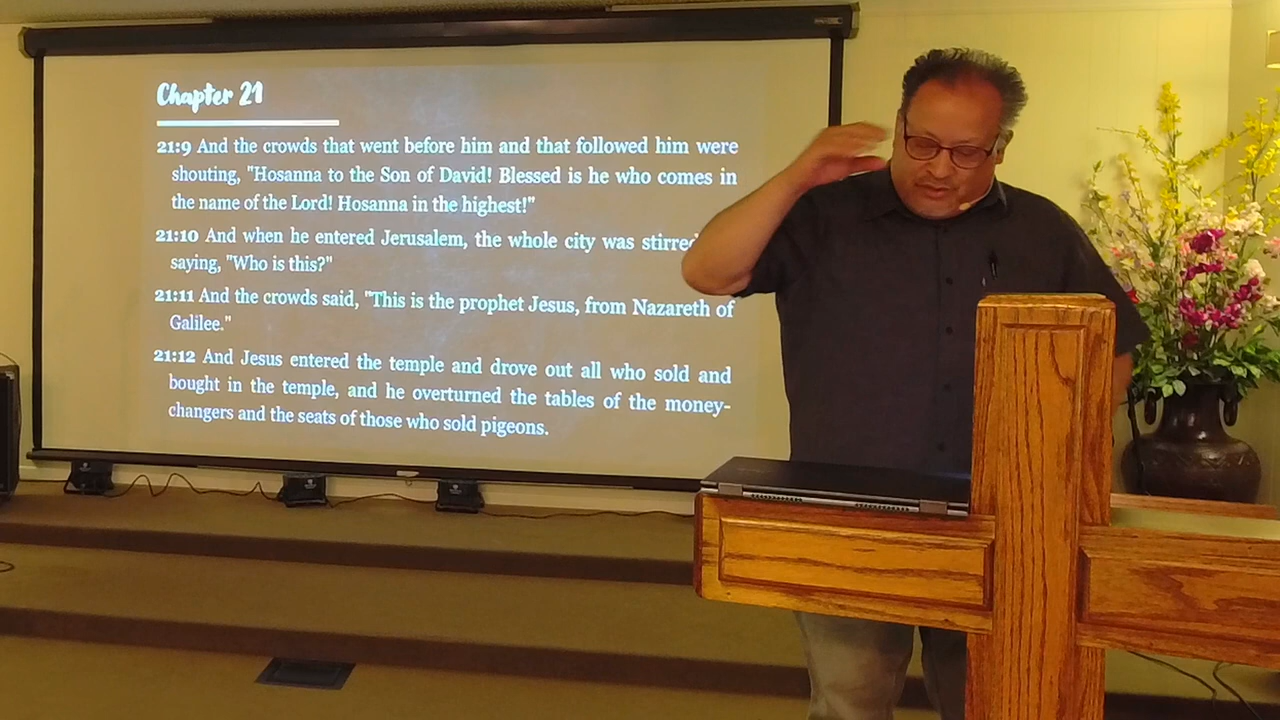 Chapter 21
21:9 And the crowds that went before him and that followed him were
shouting, "Hosanna to the Son of David! Blessed is he who comes in
the name of the Lord! Hosanna in the highest!"
21:10 And when he entered Jerusalem, the whole city was stirred
saying, "Who is this?"
21:11 And the crowds said, "This is the prophet Jesus, from Nazareth of
Galilee."
21:12 And Jesus entered the temple and drove out all who sold and
bought in the temple, and he overturned the tables of the money-
changers and the seats of those who sold pigeons.